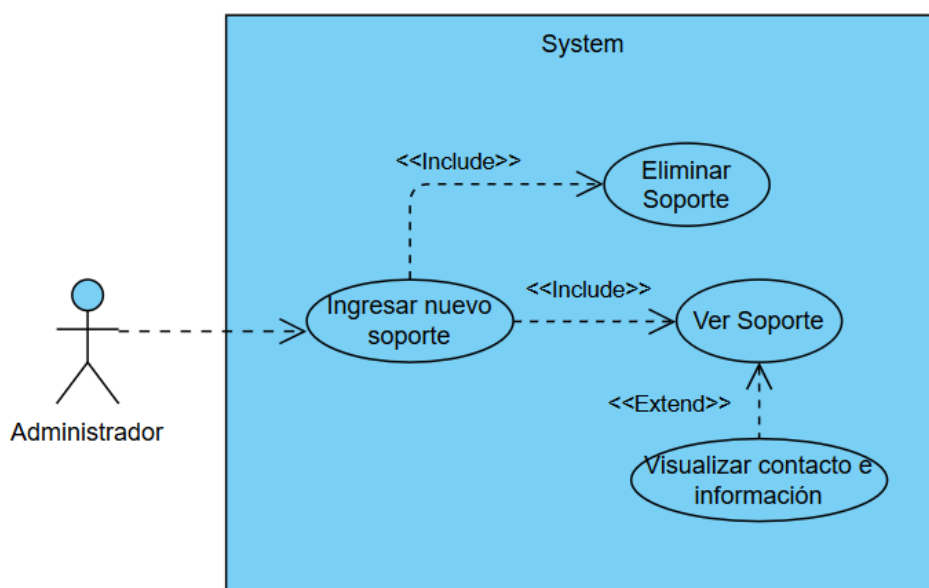 System
<<Include>>
Eliminar
Soporte
<<Include>>
Ingresar nuevo
soporte
Ver Soporte
<<Extend>>
Administrador
Visualizar contacto e
información